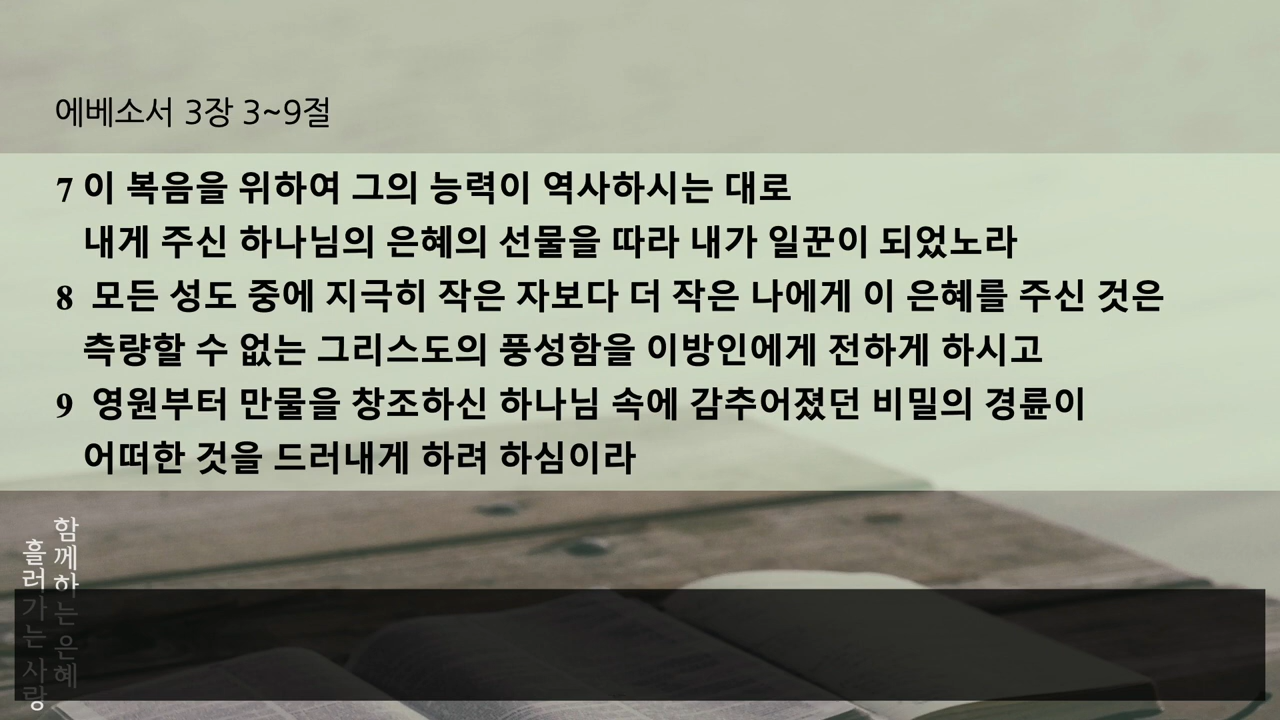 에베소서 3장 3~9절
7 이 복음을 위하여 그의 능력이 역사하시는 대로
내게 주신 하나님의 은혜의 선물을 따라 내가 일꾼이 되었노라
8 모든 성도 중에 지극히 작은 자보다 더 작은 나에게 이 은혜를 주신 것은
측량할 수 없는 그리스도의 풍성함을 이방인에게 전하게 하시고
9 영원부터 만물을 창조하신 하나님 속에 감추어졌던 비밀의 경륜이
어떠한 것을 드러내게 하려 하심이라
함께하는 은혜
흘러가는 사랑